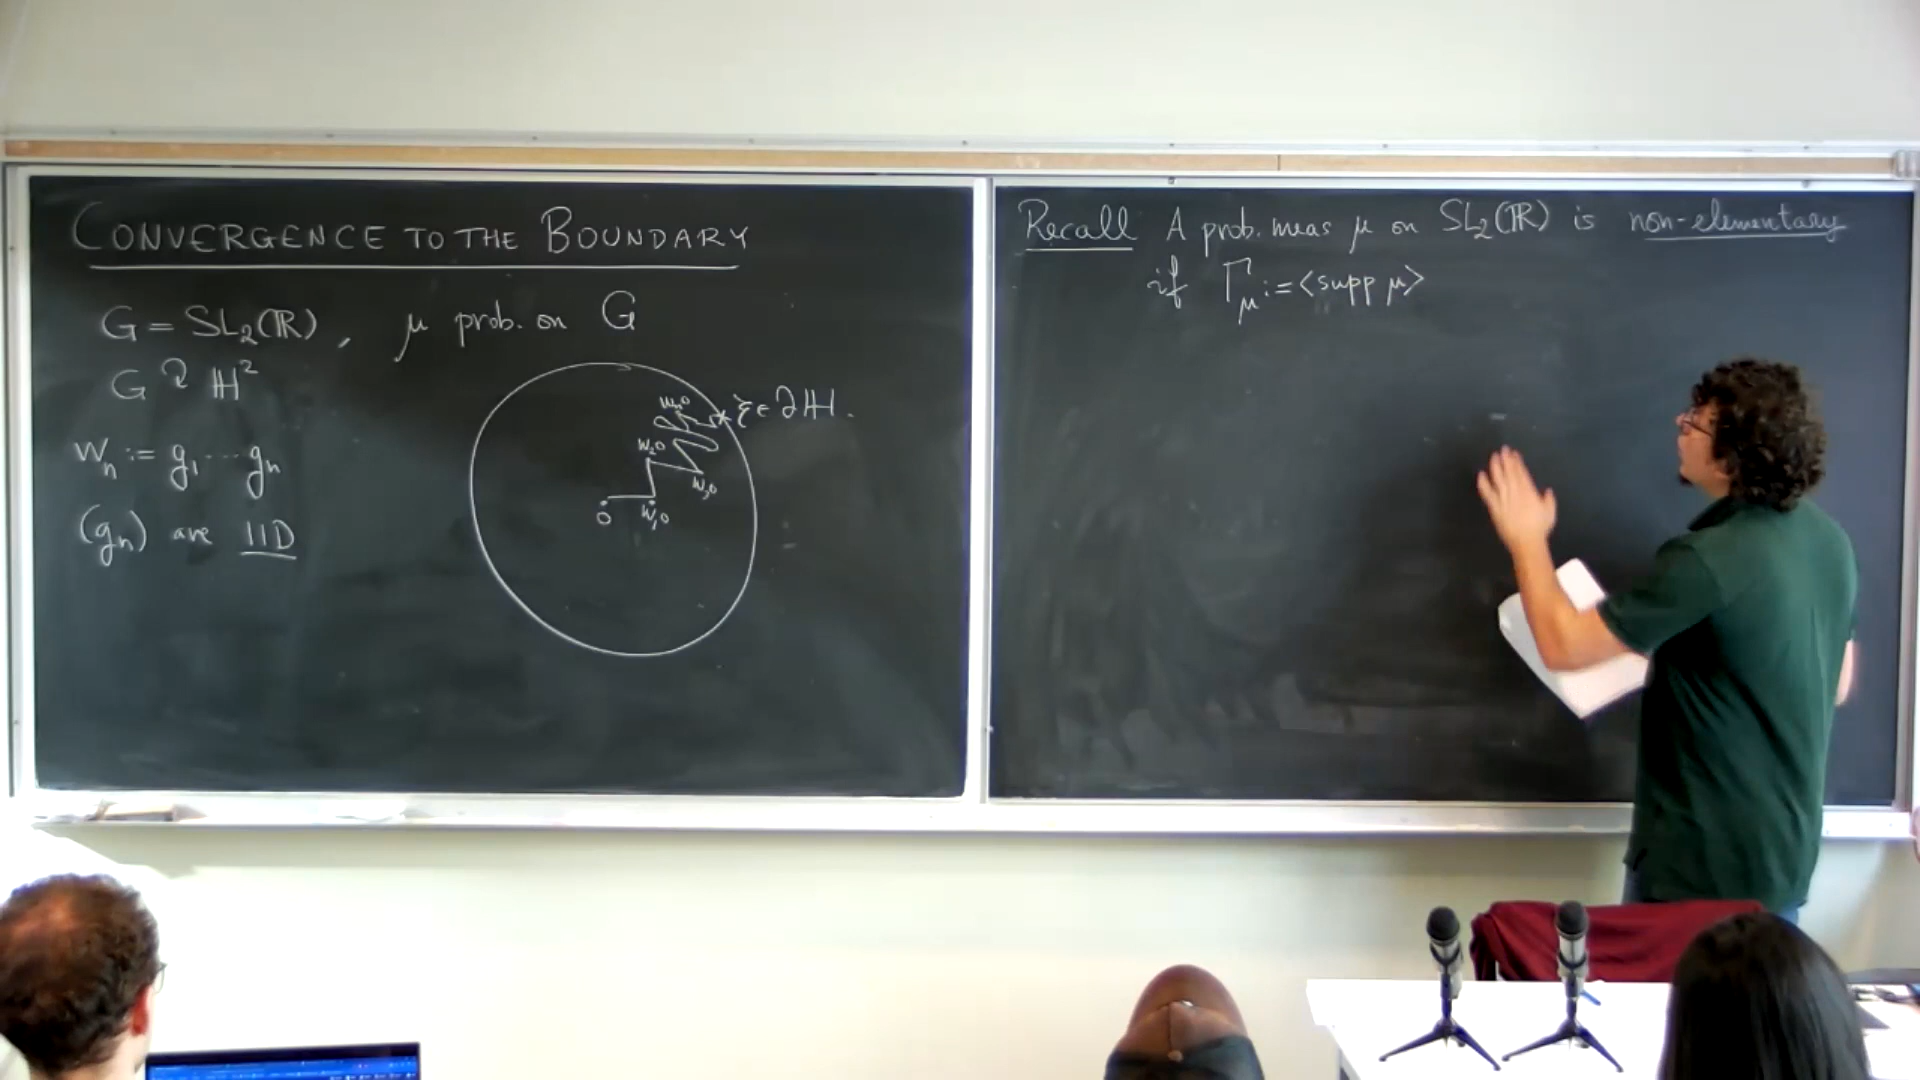 CONVERGENCE TO THE BOUNDARY
G = SL₂(ℝ), μ prob. on G
G ↻ ℍ²
wₙ := g₁ ⋯ gₙ
(gₙ) are IID
o
w₁o
w₂o
w₃o
w₄o
ξ ∈ ∂ℍ.
Recall A prob. meas μ on SL₂(ℝ) is non-elementary
if Γ_μ := <supp μ>